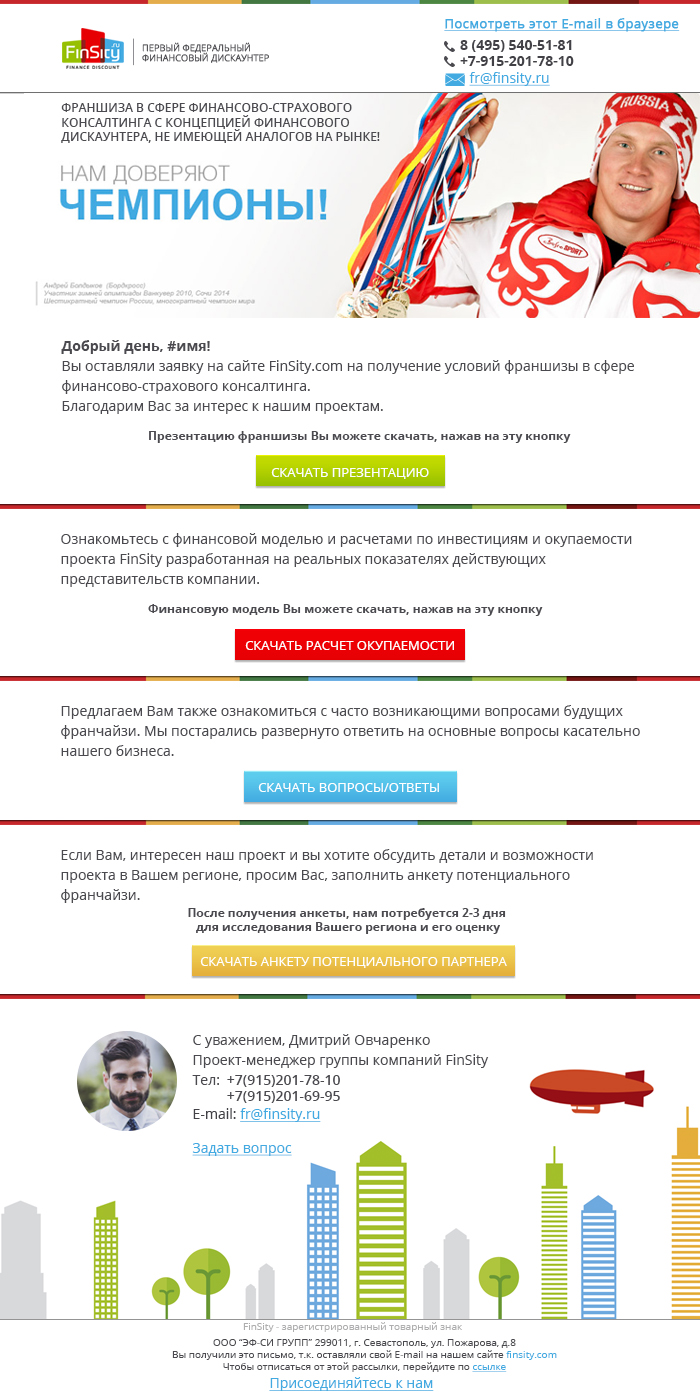 Посмотреть этот E-mail в браузере
FinSity.ru
FINANCE DISCOUNT
ПЕРВЫЙ ФЕДЕРАЛЬНЫЙ
ФИНАНСОВЫЙ ДИСКАУНТЕР
8 (495) 540-51-81
+7-915-201-78-10
fr@finsity.ru
ФРАНШИЗА В СФЕРЕ ФИНАНСОВО-СТРАХОВОГО
КОНСАЛТИНГА С КОНЦЕПЦИЕЙ ФИНАНСОВОГО
ДИСКАУНТЕРА, НЕ ИМЕЮЩЕЙ АНАЛОГОВ НА РЫНКЕ!
НАМ ДОВЕРЯЮТ
ЧЕМПИОНЫ!
RUSSIA
Bosco SPORT
Андрей Болдыков (Бордкросс)
Участник зимней олимпиады Ванкувер 2010, Сочи 2014
Шестикратный чемпион России, многократный чемпион мира
Добрый день, #имя!
Вы оставляли заявку на сайте FinSity.com на получение условий франшизы в сфере
финансово-страхового консалтинга.
Благодарим Вас за интерес к нашим проектам.
Презентацию франшизы Вы можете скачать, нажав на эту кнопку
СКАЧАТЬ ПРЕЗЕНТАЦИЮ
Ознакомьтесь с финансовой моделью и расчетами по инвестициям и окупаемости
проекта FinSity разработанная на реальных показателях действующих
представительств компании.
Финансовую модель Вы можете скачать, нажав на эту кнопку
СКАЧАТЬ РАСЧЕТ ОКУПАЕМОСТИ
Предлагаем Вам также ознакомиться с часто возникающими вопросами будущих
франчайзи. Мы постарались развернуто ответить на основные вопросы касательно
нашего бизнеса.
СКАЧАТЬ ВОПРОСЫ/ОТВЕТЫ
Если Вам, интересен наш проект и вы хотите обсудить детали и возможности
проекта в Вашем регионе, просим Вас, заполнить анкету потенциального
франчайзи.
После получения анкеты, нам потребуется 2-3 дня
для исследования Вашего региона и его оценку
СКАЧАТЬ АНКЕТУ ПОТЕНЦИАЛЬНОГО ПАРТНЕРА
С уважением, Дмитрий Овчаренко
Проект-менеджер группы компаний FinSity
Тел: +7(915)201-78-10
+7(915)201-69-95
E-mail: fr@finsity.ru
Задать вопрос
FinSity - зарегистрированный товарный знак
ООО "ЭФ-СИ ГРУПП" 299011, г. Севастополь, ул. Пожарова, д.8
Вы получили это письмо, т.к. оставляли свой E-mail на нашем сайте finsity.com
Чтобы отписаться от этой рассылки, перейдите по ссылке
Присоединяйтесь к нам